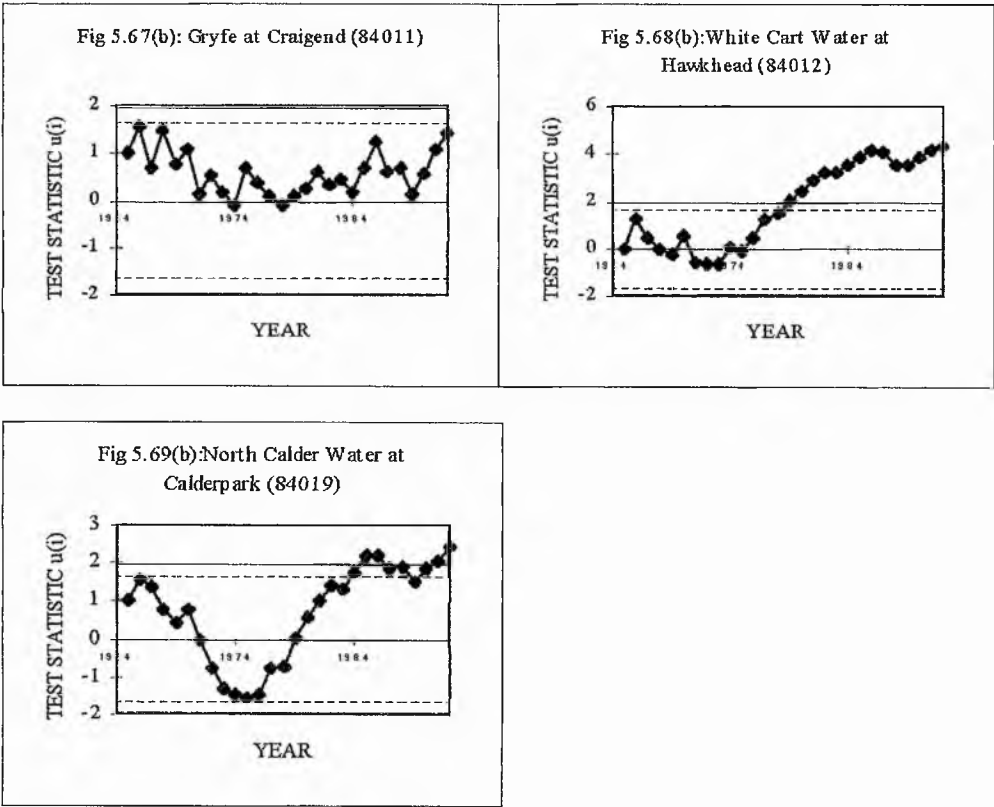 Fig 5.67(b): Gryfe at Craigend (84011)
TEST STATISTIC u(i)
2
1
0
-1
-2
1974
1984
YEAR
Fig 5.68(b):White Cart Water at
Hawkhead (84012)
TEST STATISTIC u(i)
6
4
2
0
-2
1984
YEAR
Fig 5.69(b):North Calder Water at
Calderpark (84019)
TEST STATISTIC u(i)
3
2
1
0
-1
-2
1974
1984
YEAR